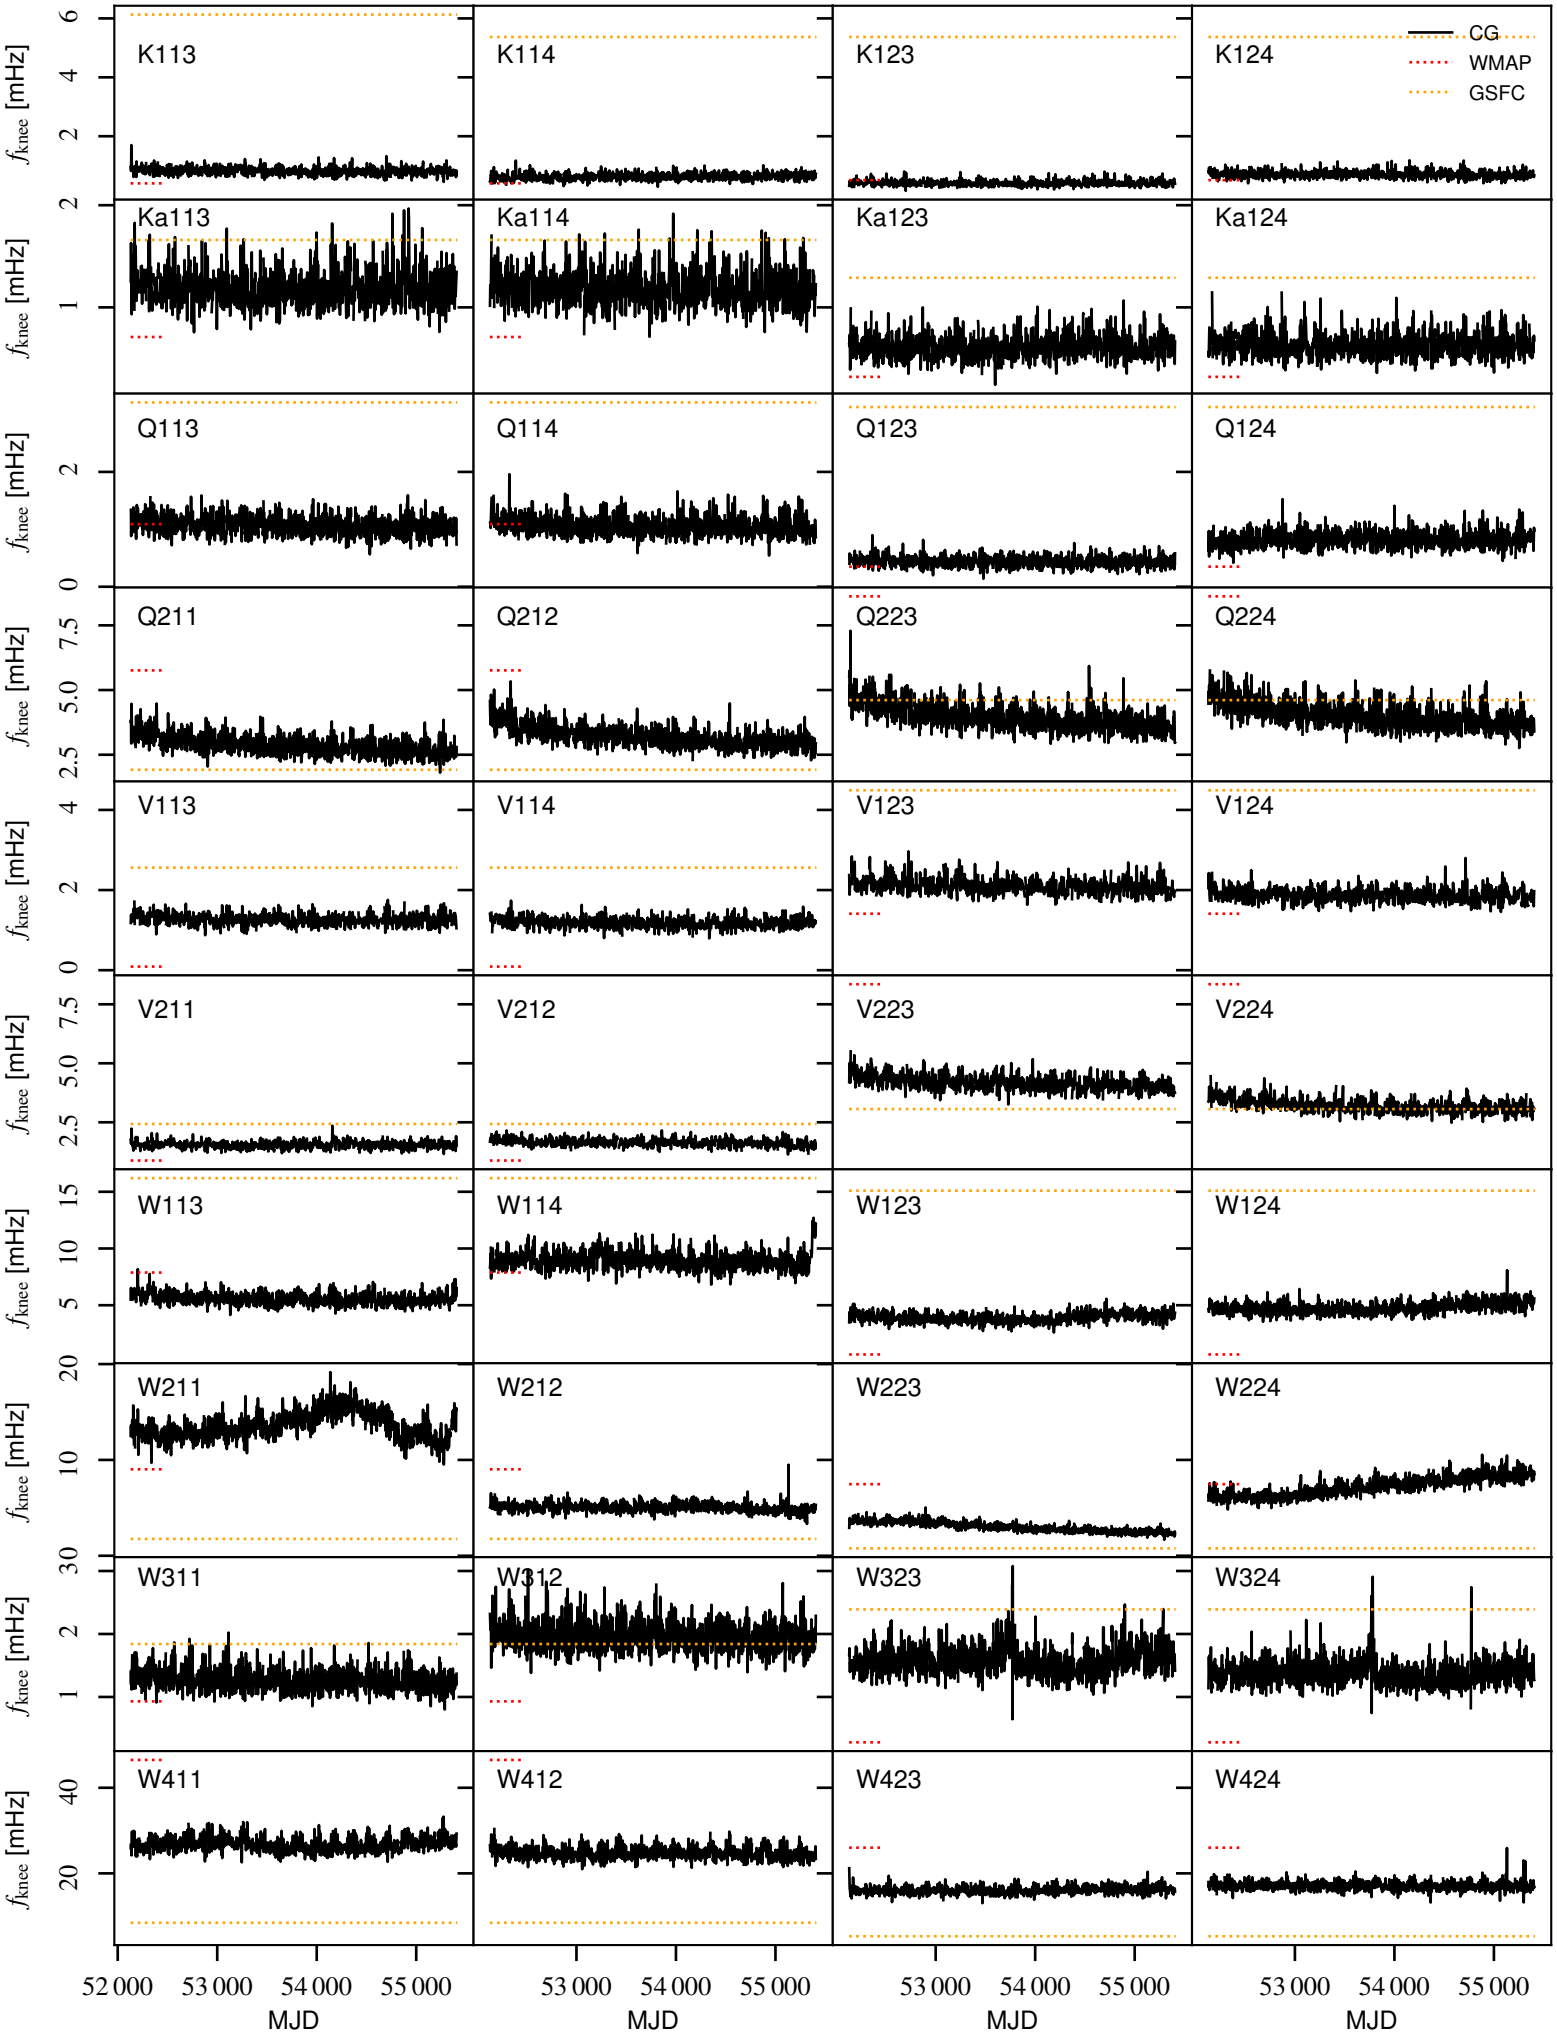 K113 K114 K123 K124
CG
WMAP
GSFC
6
4
2
f_knee [mHz]
Ka113 Ka114 Ka123 Ka124
2
1
f_knee [mHz]
Q113 Q114 Q123 Q124
2
0
f_knee [mHz]
Q211 Q212 Q223 Q224
7.5
5.0
2.5
f_knee [mHz]
V113 V114 V123 V124
4
2
0
f_knee [mHz]
V211 V212 V223 V224
7.5
5.0
2.5
f_knee [mHz]
W113 W114 W123 W124
15
10
5
f_knee [mHz]
W211 W212 W223 W224
20
10
0
f_knee [mHz]
W311 W312 W323 W324
3
2
1
f_knee [mHz]
W411 W412 W423 W424
40
20
f_knee [mHz]
52 000 53 000 54 000 55 000 53 000 54 000 55 000 53 000 54 000 55 000 53 000 54 000 55 000
MJD MJD MJD MJD